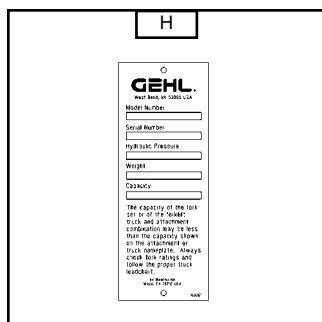 H
GEHL®
West Bend, WI 53095 USA
Model Number
Serial Number
Hydraulic Pressure
Weight
Capacity
The capacity of the fork
set or of the forklift
truck and attachment
combination may be less
than the capacity shown
on the attachment or
truck nameplate. Always
check fork ratings and
follow the proper truck
loadchart.
by
USA